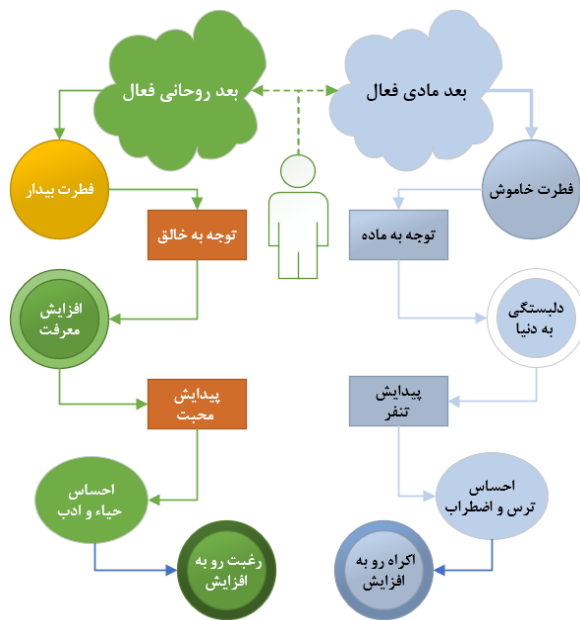 بعد مادی فعال
بعد روحانی فعال
فطرت خاموش
فطرت بیدار
توجه به ماده
توجه به خالق
دلبستگی
به دنیا
افزایش
معرفت
پیدایش
تنفر
پیدایش
محبت
احساس
ترس و اضطراب
احساس
حیاء و ادب
اکراه رو به
افزایش
رغبت رو به
افزایش